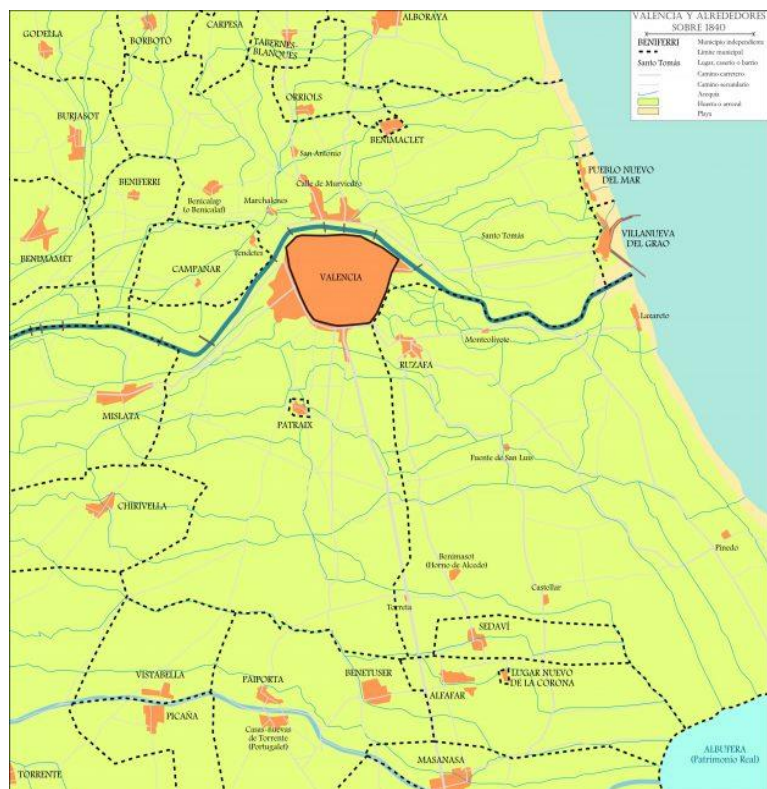 VALENCIA Y ALREDEDORES
SOBRE 1840
BENIFERRI Municipio independiente
Límite municipal
Santo Tomás Lugar, caserío o barrio
Camino carretero
Camino secundario
Acequia
Huerta o arrozal
Playa
GODELLA
BORBOTÓ
CARPESA
TABERNES-
BLANQUES
ALBORAYA
BURJASOT
ORRIOLS
BENIMACLET
San Antonio
PUEBLO NUEVO
DEL MAR
BENIFERRI
Benicalap
(o Benicalaf)
Marchalenes
Calle de Murviedro
BENIMAMET
Tendetes
Santo Tomás
VILLANUEVA
DEL GRAO
CAMPANAR
VALENCIA
Lazareto
Monteolivete
RUZAFA
MISLATA
PATRAIX
Fuente de San Luis
CHIRIVELLA
Pinedo
Benimasot
(Horno de Alcedo)
Castellar
Torreta
SEDAVÍ
VISTABELLA
PAIPORTA
BENETUSER
ALFAFAR
LUGAR NUEVO
DE LA CORONA
PICAÑA
Casas nuevas
de Torrente
(Portugalet)
TORRENTE
MASANASA
ALBUFERA
(Patrimonio Real)